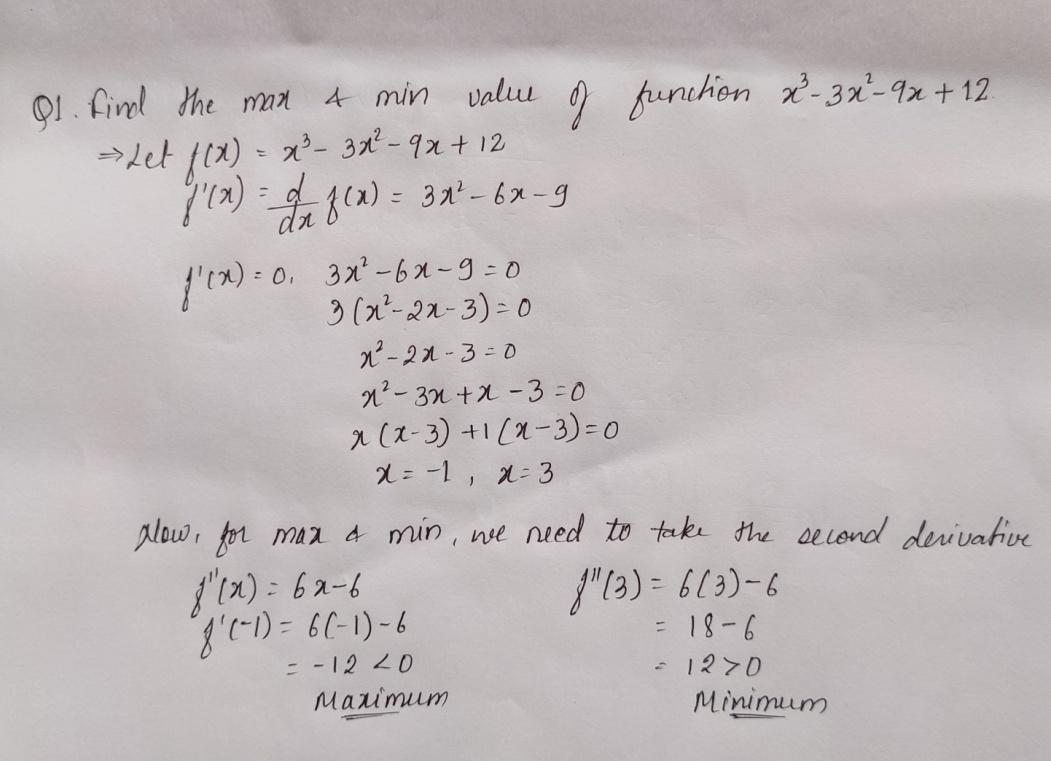 Q1. Find the max & min value of function x³-3x²-9x+12.
⇒ Let f(x) = x³-3x²-9x+12
f'(x) = d/dx f(x) = 3x²-6x-9
f'(x)=0, 3x²-6x-9=0
3(x²-2x-3)=0
x²-2x-3=0
x²-3x+x-3=0
x(x-3)+1(x-3)=0
x=-1, x=3
Now, for max & min, we need to take the second derivative
f"(x) = 6x-6
f'(-1) = 6(-1)-6
= -12 <0
Maximum
f"(3) = 6(3)-6
= 18-6
= 12>0
Minimum